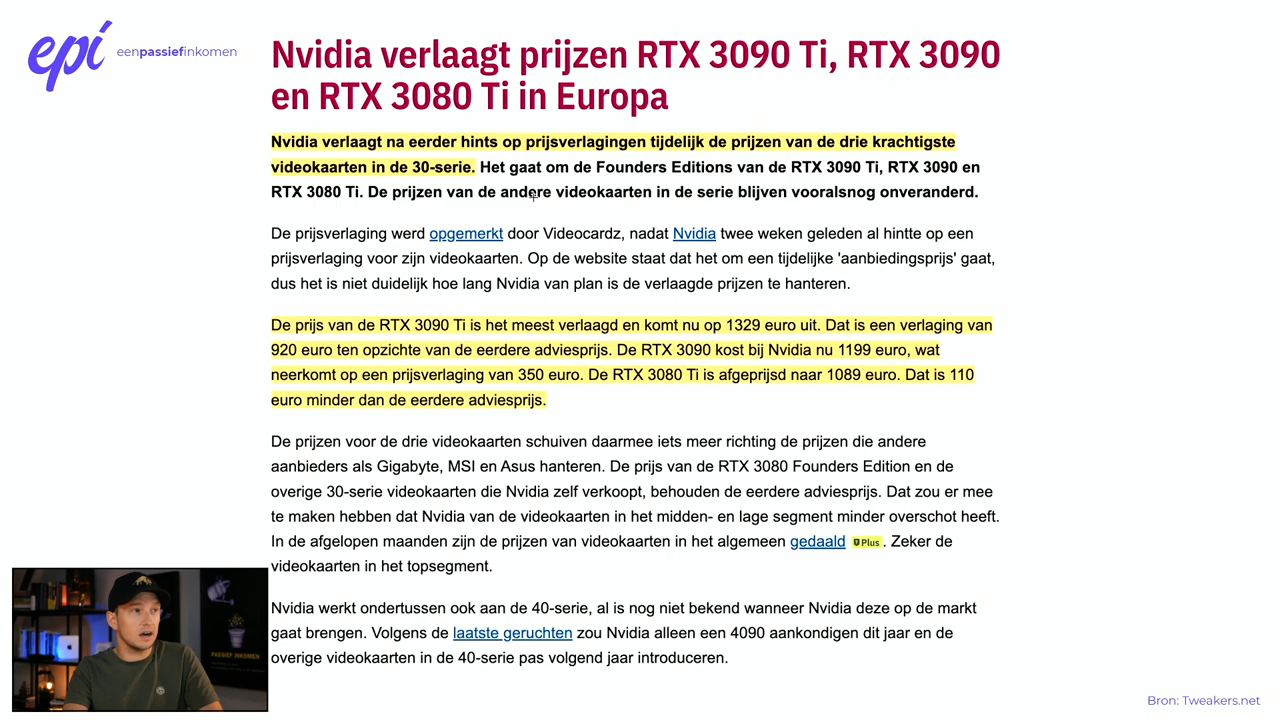 epi eenpassiefinkomen
Nvidia verlaagt prijzen RTX 3090 Ti, RTX 3090
en RTX 3080 Ti in Europa
Nvidia verlaagt na eerder hints op prijsverlagingen tijdelijk de prijzen van de drie krachtigste
videokaarten in de 30-serie. Het gaat om de Founders Editions van de RTX 3090 Ti, RTX 3090 en
RTX 3080 Ti. De prijzen van de andere videokaarten in de serie blijven vooralsnog onveranderd.
De prijsverlaging werd opgemerkt door Videocardz, nadat Nvidia twee weken geleden al hintte op een
prijsverlaging voor zijn videokaarten. Op de website staat dat het om een tijdelijke 'aanbiedingsprijs' gaat,
dus het is niet duidelijk hoe lang Nvidia van plan is de verlaagde prijzen te hanteren.
De prijs van de RTX 3090 Ti is het meest verlaagd en komt nu op 1329 euro uit. Dat is een verlaging van
920 euro ten opzichte van de eerdere adviesprijs. De RTX 3090 kost bij Nvidia nu 1199 euro, wat
neerkomt op een prijsverlaging van 350 euro. De RTX 3080 Ti is afgeprijsd naar 1089 euro. Dat is 110
euro minder dan de eerdere adviesprijs.
De prijzen voor de drie videokaarten schuiven daarmee iets meer richting de prijzen die andere
aanbieders als Gigabyte, MSI en Asus hanteren. De prijs van de RTX 3080 Founders Edition en de
overige 30-serie videokaarten die Nvidia zelf verkoopt, behouden de eerdere adviesprijs. Dat zou er mee
te maken hebben dat Nvidia van de videokaarten in het midden- en lage segment minder overschot heeft.
In de afgelopen maanden zijn de prijzen van videokaarten in het algemeen gedaald Plus. Zeker de
videokaarten in het topsegment.
Nvidia werkt ondertussen ook aan de 40-serie, al is nog niet bekend wanneer Nvidia deze op de markt
gaat brengen. Volgens de laatste geruchten zou Nvidia alleen een 4090 aankondigen dit jaar en de
overige videokaarten in de 40-serie pas volgend jaar introduceren.
PASSIEF INKOMEN
Bron: Tweakers.net